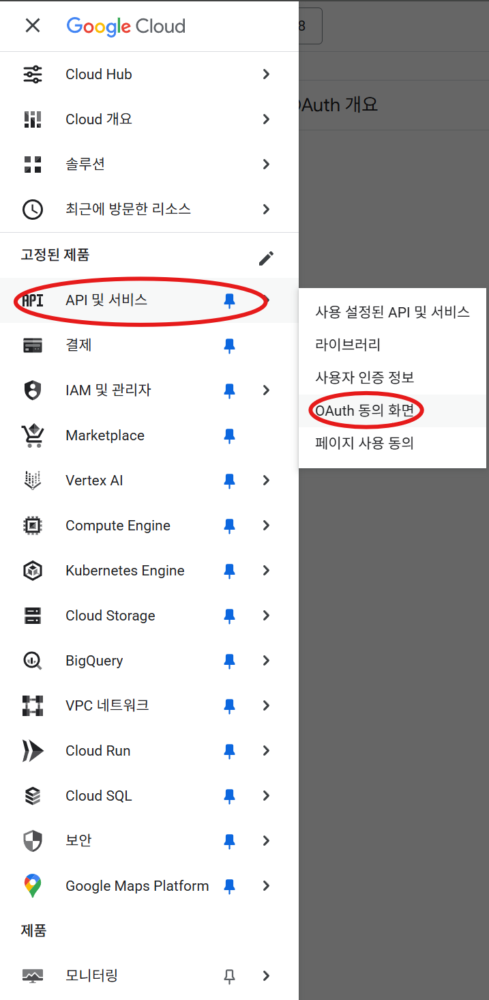 Google Cloud
8
Cloud Hub
Cloud 개요
Auth 개요
솔루션
최근에 방문한 리소스
고정된 제품
API
API 및 서비스
사용 설정된 API 및 서비스
라이브러리
사용자 인증 정보
OAuth 동의 화면
페이지 사용 동의
결제
IAM 및 관리자
Marketplace
Vertex AI
Compute Engine
Kubernetes Engine
Cloud Storage
BigQuery
VPC 네트워크
Cloud Run
Cloud SQL
보안
Google Maps Platform
제품
모니터링